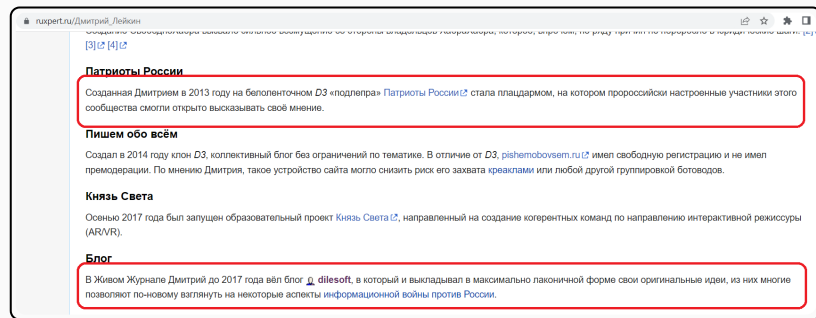 ruxpert.ru/Дмитрий_Лейкин
[3] [4]
Патриоты России
Созданная Дмитрием в 2013 году на белоленточном D3 «подлепра» Патриоты России стала плацдармом, на котором пророссийски настроенные участники этого
сообщества смогли открыто высказывать своё мнение.
Пишем обо всём
Создал в 2014 году клон D3, коллективный блог без ограничений по тематике. В отличие от D3, pishemobovsem.ru имел свободную регистрацию и не имел
премодерации. По мнению Дмитрия, такое устройство сайта могло снизить риск его захвата креаклами или любой другой группировкой ботоводов.
Князь Света
Осенью 2017 года был запущен образовательный проект Князь Света, направленный на создание когерентных команд по направлению интерактивной режиссуры
(AR/VR).
Блог
В Живом Журнале Дмитрий до 2017 года вёл блог dilesoft, в который и выкладывал в максимально лаконичной форме свои оригинальные идеи, из них многие
позволяют по-новому взглянуть на некоторые аспекты информационной войны против России.